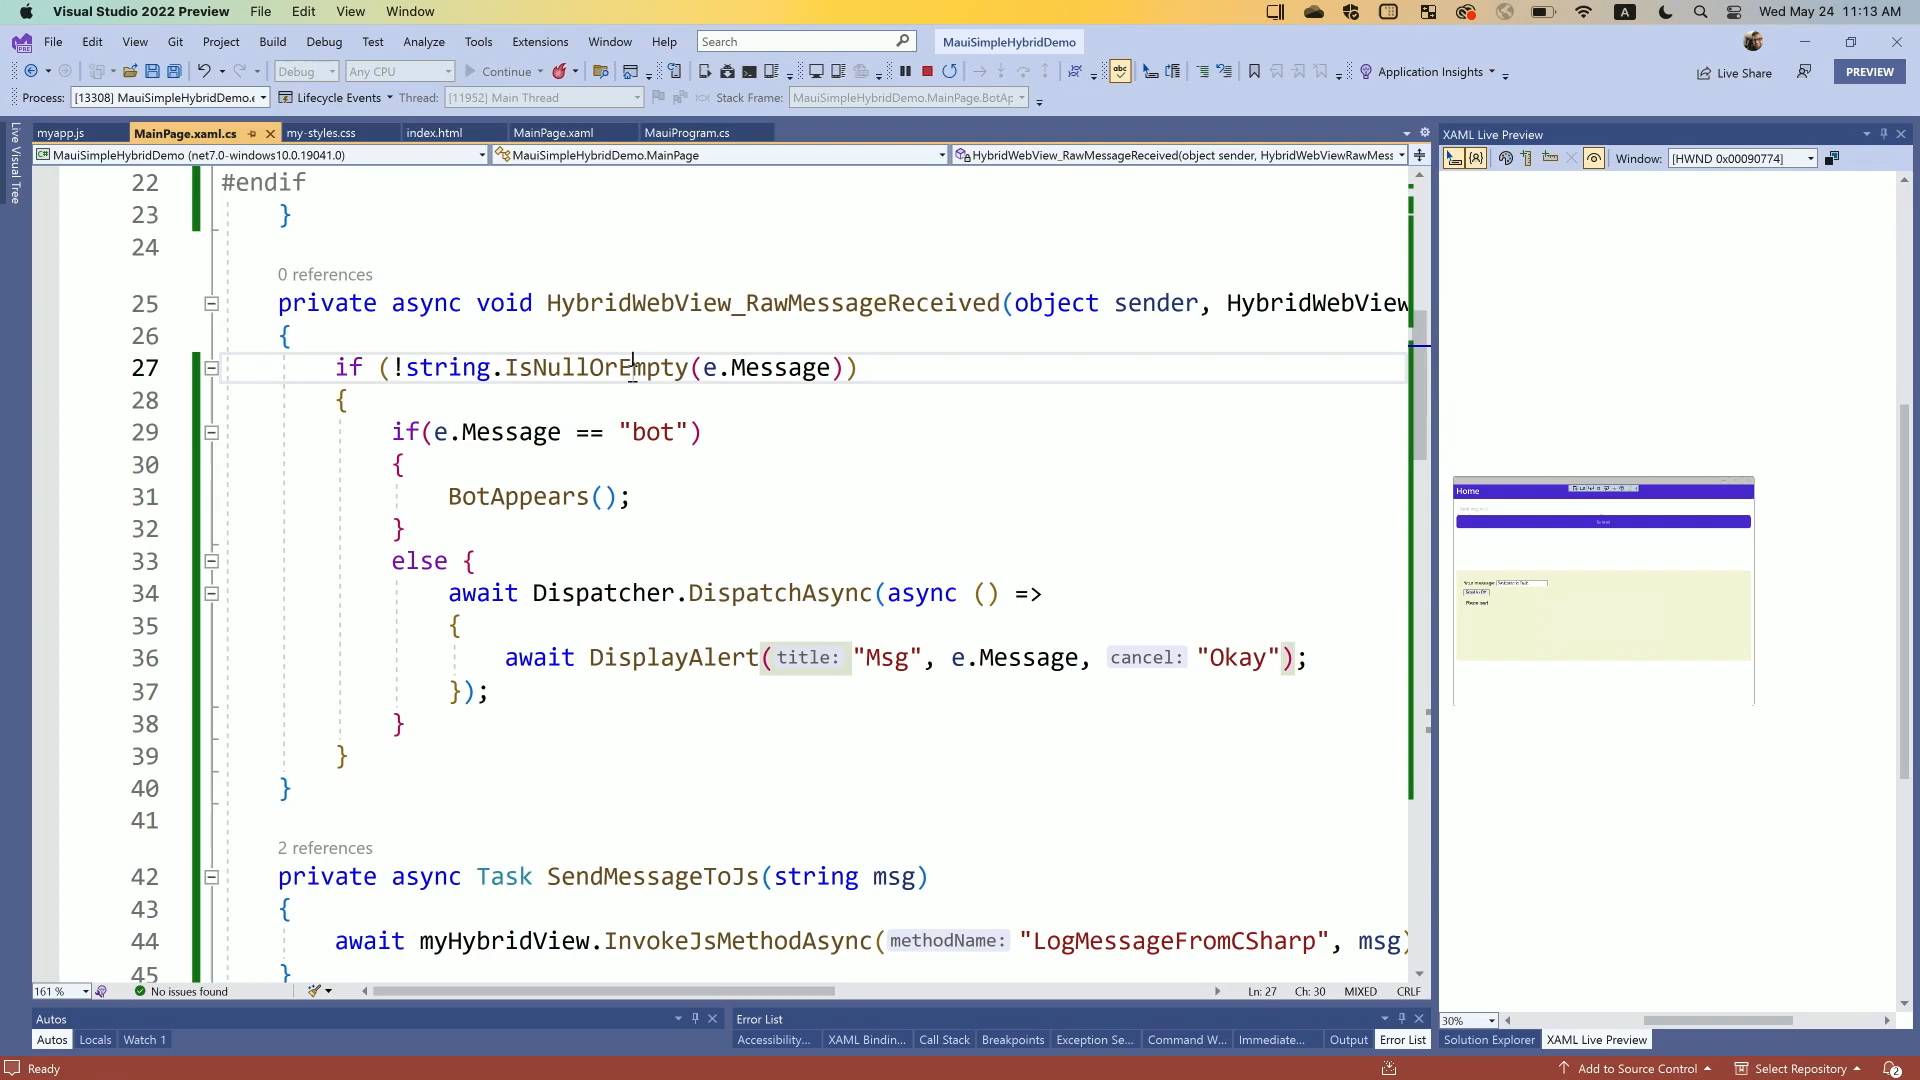 Visual Studio 2022 Preview File Edit View Window
A Wed May 24 11:13 AM
File Edit View Git Project Build Debug Test Analyze Tools Extensions Window Help Search MauiSimpleHybridDemo
Debug Any CPU Continue Application Insights Live Share PREVIEW
Process: [13308] MauiSimpleHybridDemo.e Lifecycle Events Thread: [11952] Main Thread Stack Frame: MauiSimpleHybridDemo.MainPage.BotAp
Live Visual Tree
myapp.js MainPage.xaml.cs my-styles.css index.html MainPage.xaml MauiProgram.cs
MauiSimpleHybridDemo (net7.0-windows10.0.19041.0) MauiSimpleHybridDemo.MainPage HybridWebView_RawMessageReceived(object sender, HybridWebViewRawMess
22 #endif
23 }
24
0 references
25 private async void HybridWebView_RawMessageReceived(object sender, HybridWebView
26 {
27 if (!string.IsNullOrEmpty(e.Message))
28 {
29 if(e.Message == "bot")
30 {
31 BotAppears();
32 }
33 else {
34 await Dispatcher.DispatchAsync(async () =>
35 {
36 await DisplayAlert(title: "Msg", e.Message, cancel: "Okay");
37 });
38 }
39 }
40 }
41
2 references
42 private async Task SendMessageToJs(string msg)
43 {
44 await myHybridView.InvokeJsMethodAsync(methodName: "LogMessageFromCSharp", msg)
45 }
161 % No issues found Ln: 27 Ch: 30 MIXED CRLF
XAML Live Preview
Window: [HWND 0x00090774]
Home
Your message:
30%
Solution Explorer XAML Live Preview
Autos
Autos Locals Watch 1
Error List
Accessibility... XAML Bindin... Call Stack Breakpoints Exception Se... Command W... Immediate... Output Error List
Ready Add to Source Control Select Repository 2